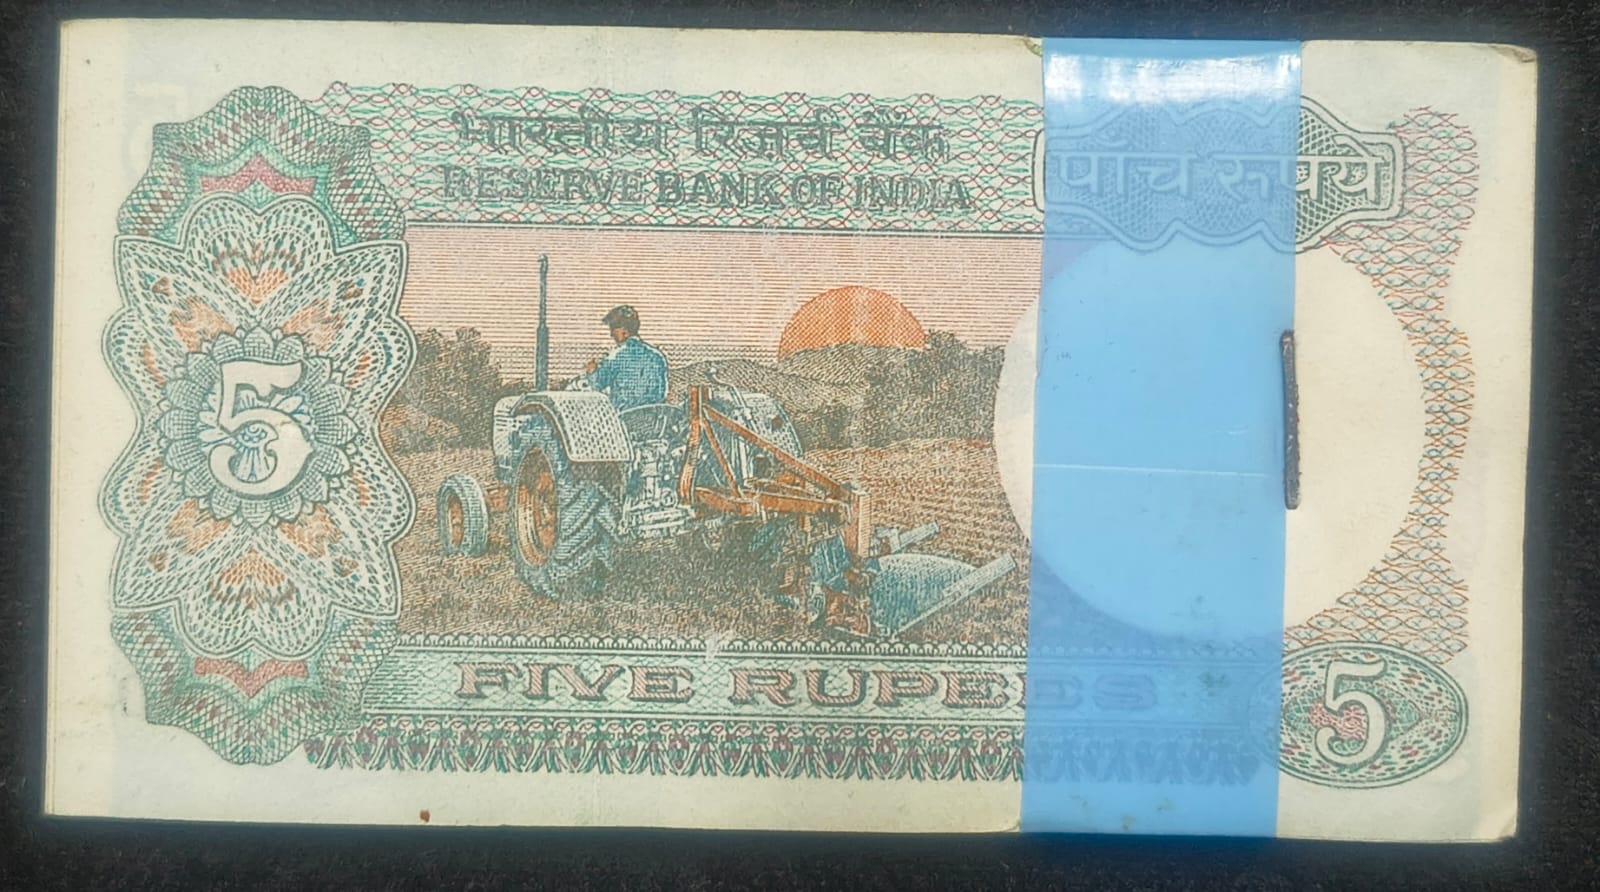 भारतीय रिज़र्व बैंक
RESERVE BANK OF INDIA
पाँच रूपये
5
FIVE RUPEES
5